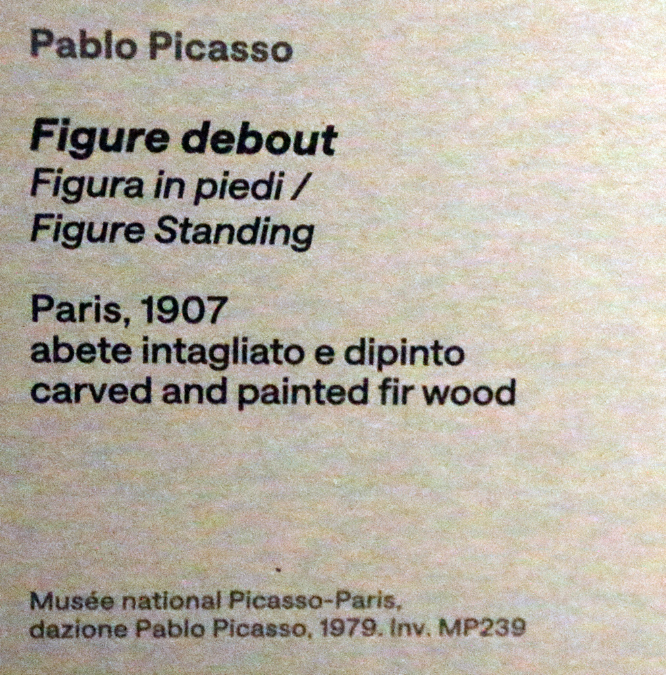 Pablo Picasso
Figure debout
Figura in piedi /
Figure Standing
Paris, 1907
abete intagliato e dipinto
carved and painted fir wood
Musée national Picasso-Paris,
dazione Pablo Picasso, 1979. Inv. MP239